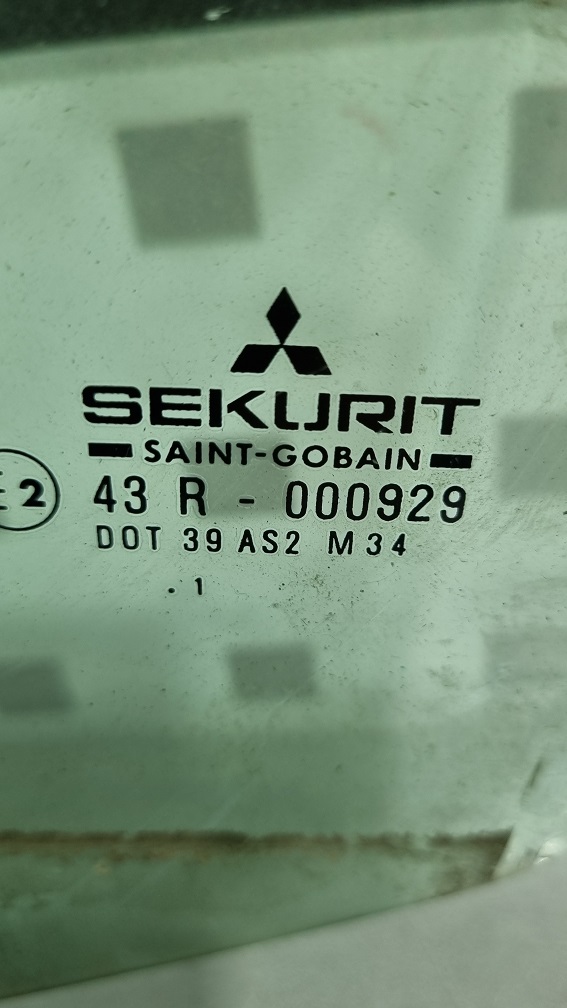 SEKURIT
SAINT-GOBAIN
E2 43 R - 000929
DOT 39 AS2 M34
. 1